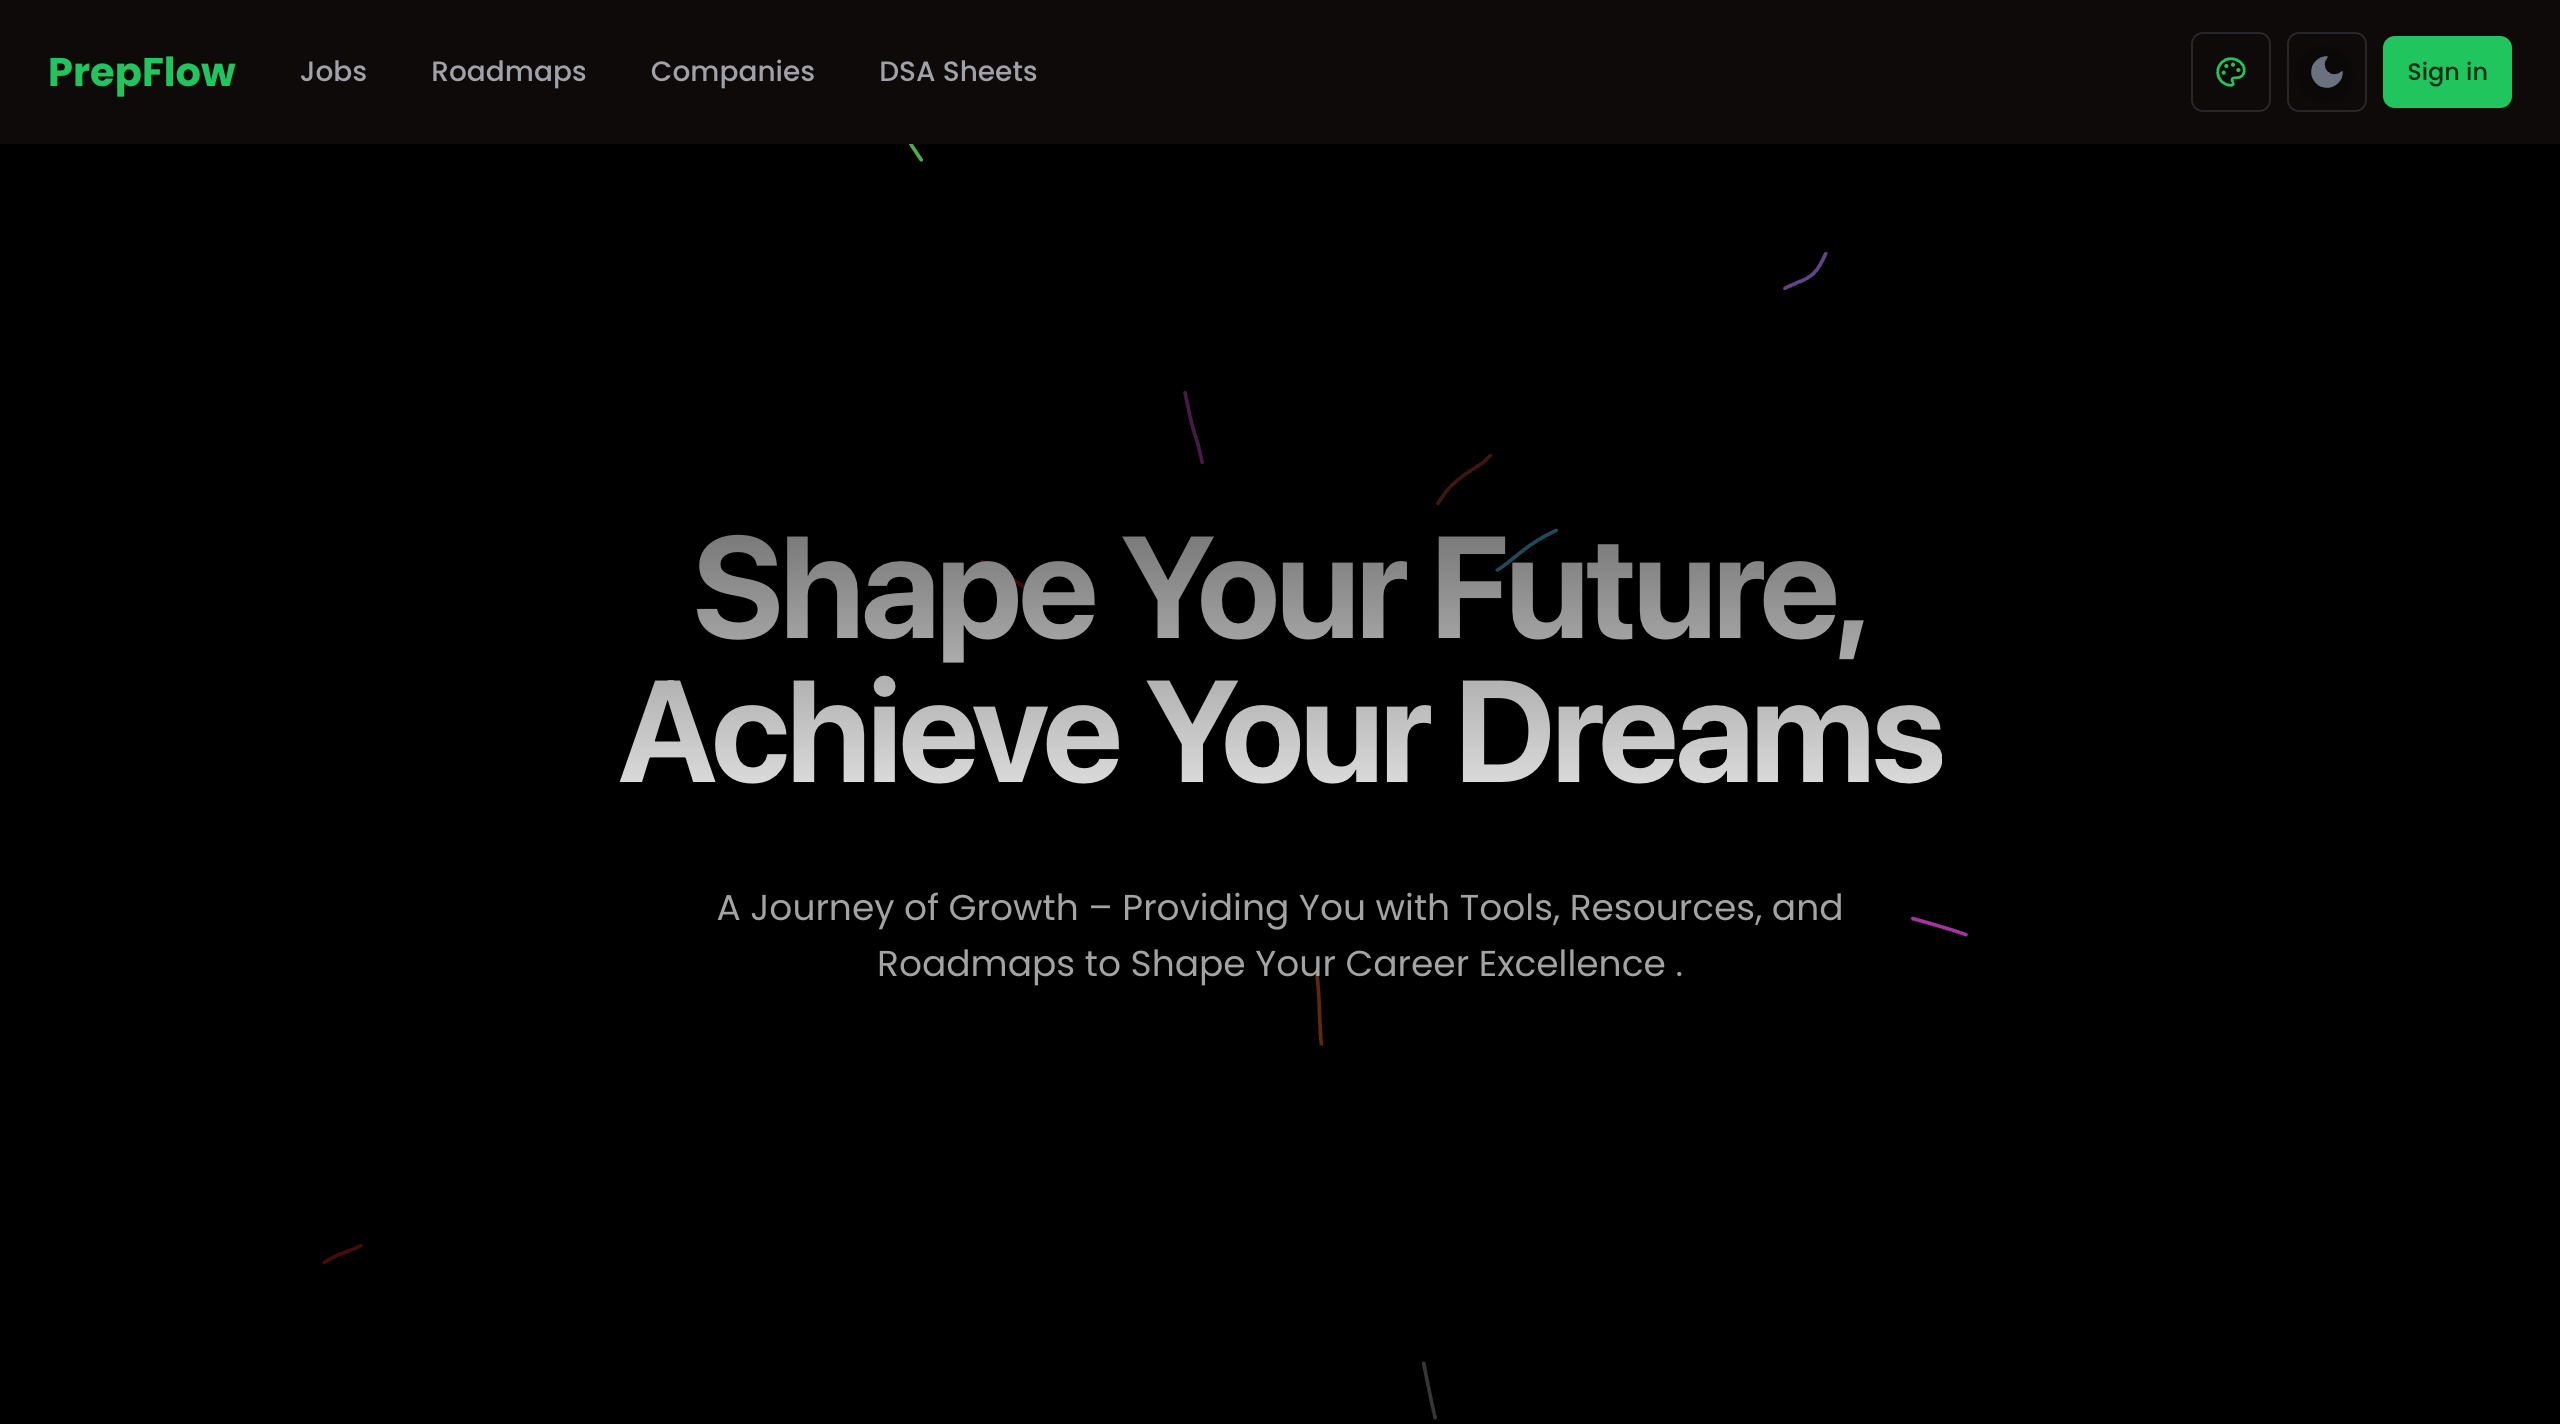 PrepFlow
Jobs
Roadmaps
Companies
DSA Sheets
Sign in
Shape Your Future,
Achieve Your Dreams
A Journey of Growth – Providing You with Tools, Resources, and
Roadmaps to Shape Your Career Excellence .